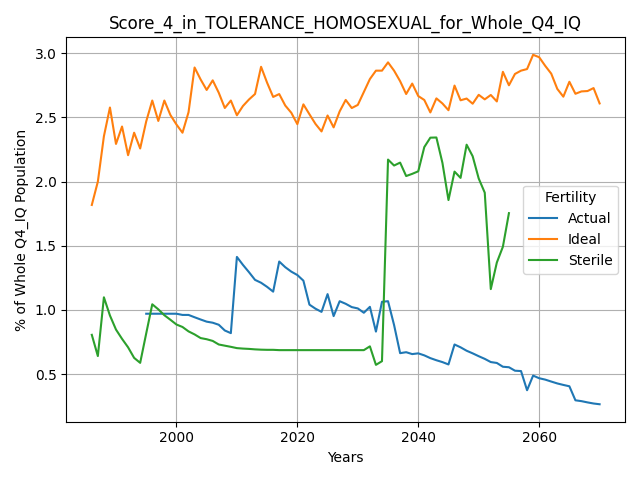 Score_4_in_TOLERANCE_HOMOSEXUAL_for_Whole_Q4_IQ
% of Whole Q4_IQ Population
3.0
2.5
2.0
1.5
1.0
0.5
Fertility
Actual
Ideal
Sterile
2000
2020
2040
2060
Years